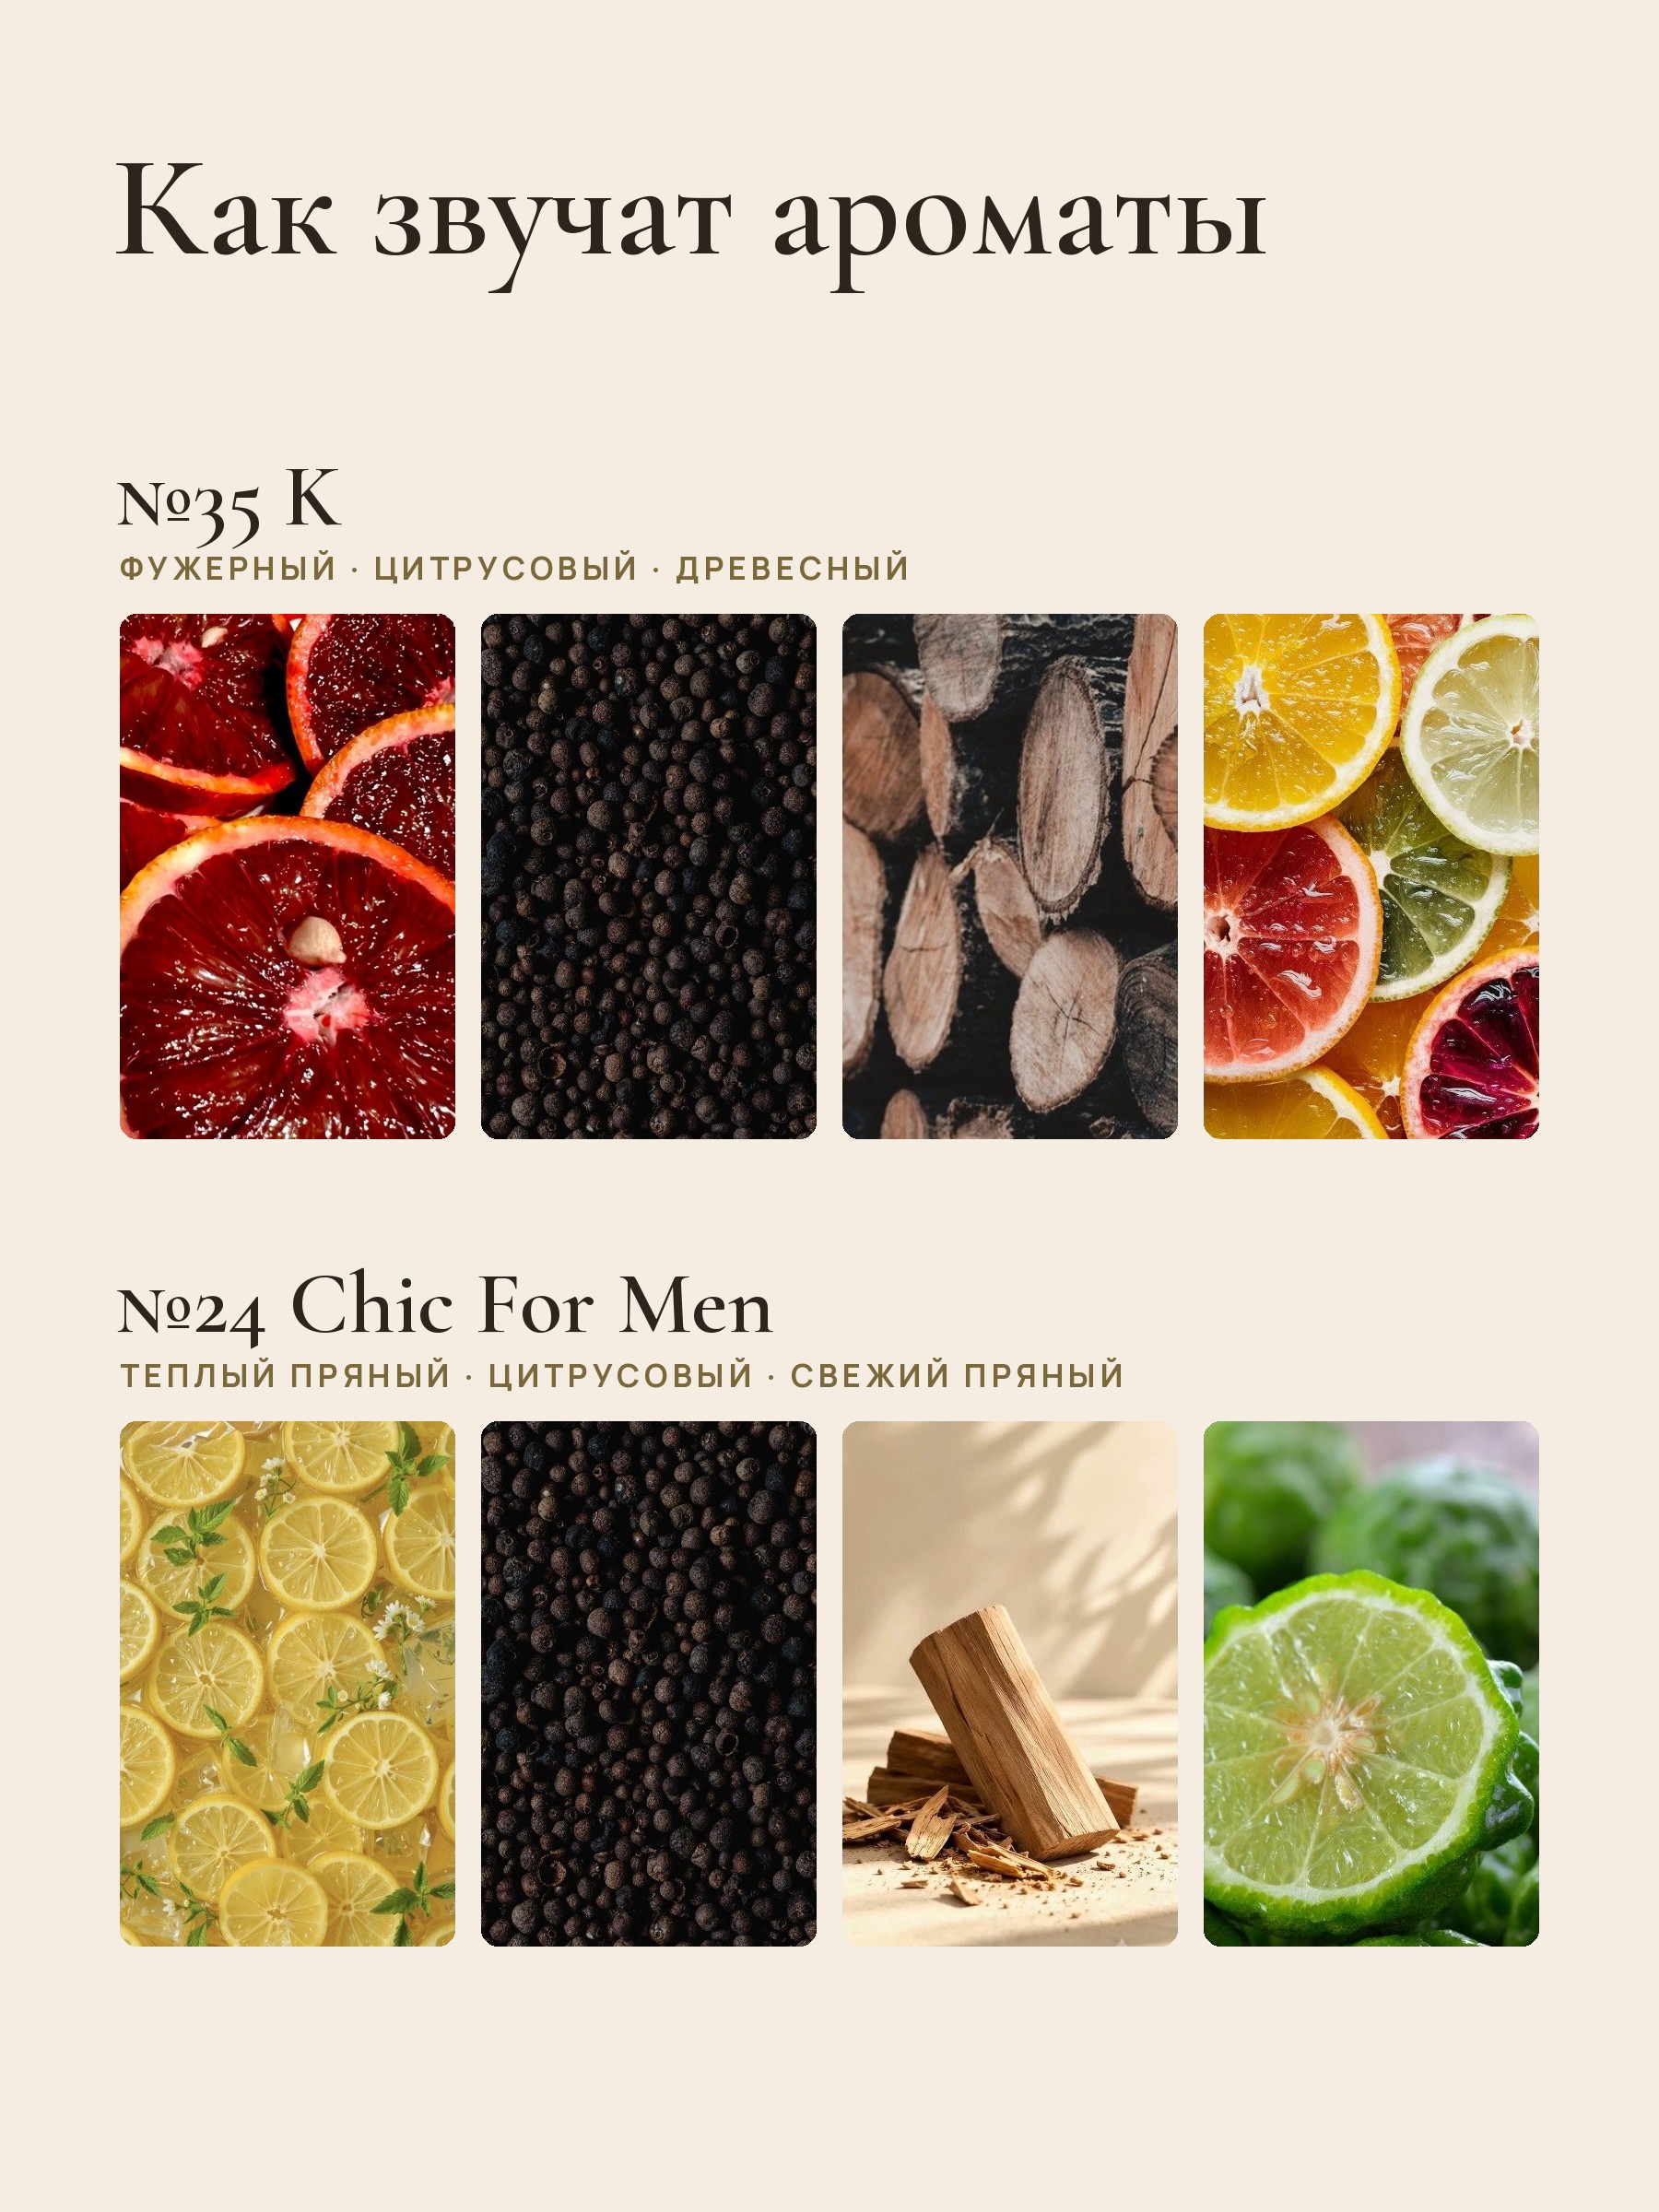 Как звучат ароматы
№35 K
ФУЖЕРНЫЙ · ЦИТРУСОВЫЙ · ДРЕВЕСНЫЙ
№24 Chic For Men
ТЕПЛЫЙ ПРЯНЫЙ · ЦИТРУСОВЫЙ · СВЕЖИЙ ПРЯНЫЙ